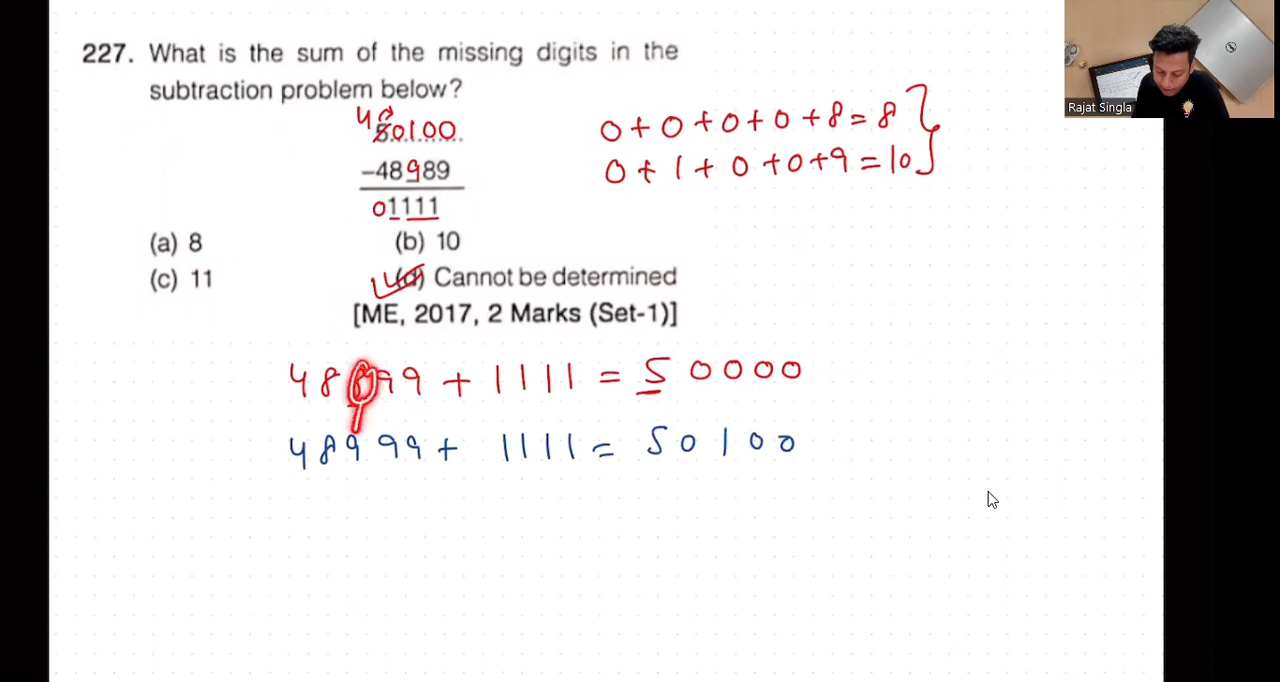 Rajat Singla
227. What is the sum of the missing digits in the
subtraction problem below?
48
50100
-48989
01111
0+0+0+0+8=8
0+1+0+0+9=10
(a) 8 (b) 10
(c) 11 (d) Cannot be determined
[ME, 2017, 2 Marks (Set-1)]
48899 + 1111 = 50000
48999 + 1111 = 50100